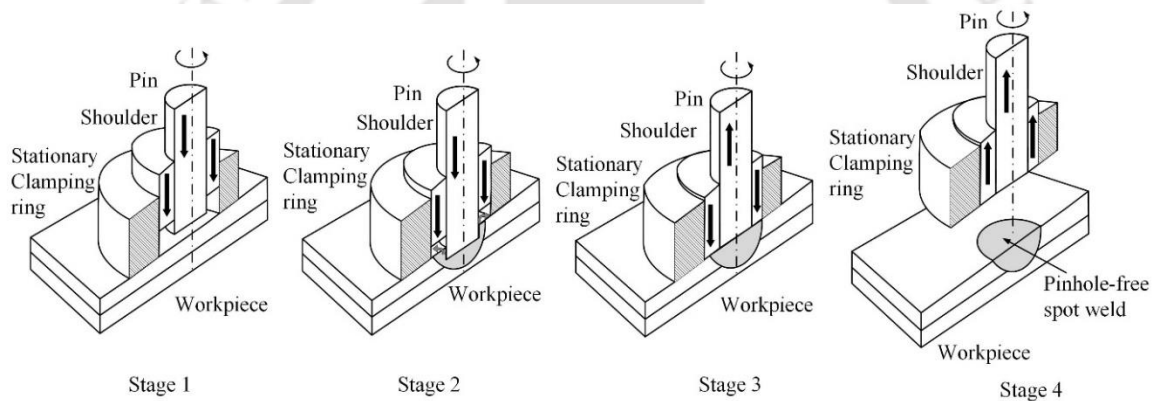 Pin
Shoulder
Stationary
Clamping
ring
Workpiece
Stage 1
Pin
Shoulder
Stationary
Clamping
ring
Workpiece
Stage 2
Pin
Shoulder
Stationary
Clamping
ring
Workpiece
Stage 3
Pin
Shoulder
Stationary
Clamping
ring
Pinhole-free
spot weld
Workpiece
Stage 4